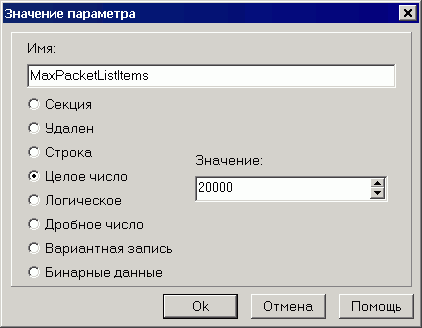 Значение параметра
Имя:
MaxPacketListItems
Секция
Удален
Строка
Целое число
Значение:
20000
Логическое
Дробное число
Вариантная запись
Бинарные данные
Ok
Отмена
Помощь